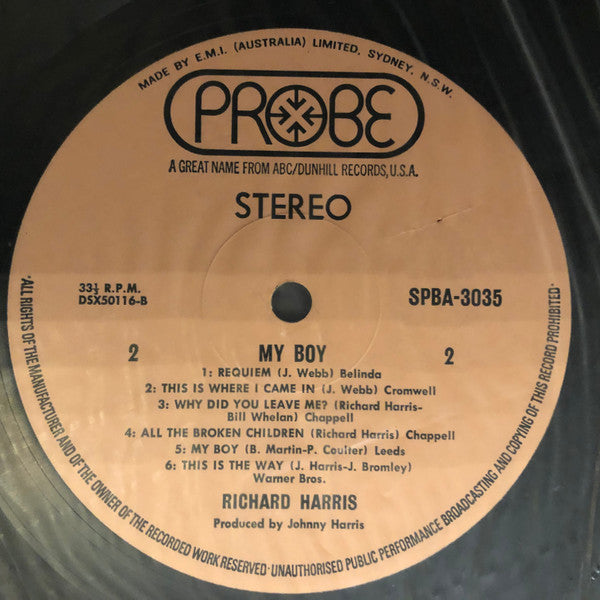 MADE BY E.M.I. (AUSTRALIA) LIMITED, SYDNEY, N.S.W.
PROBE
A GREAT NAME FROM ABC/DUNHILL RECORDS, U.S.A.
STEREO
33⅓ R.P.M.
DSX50116-B
SPBA-3035
2 MY BOY 2
1: REQUIEM (J. Webb) Belinda
2: THIS IS WHERE I CAME IN (J. Webb) Cromwell
3: WHY DID YOU LEAVE ME? (Richard Harris-
Bill Whelan) Chappell
4: ALL THE BROKEN CHILDREN (Richard Harris) Chappell
5: MY BOY (B. Martin-P. Coulter) Leeds
6: THIS IS THE WAY (J. Harris-J. Bromley)
Warner Bros.
RICHARD HARRIS
Produced by Johnny Harris
·ALL RIGHTS OF THE MANUFACTURER AND OF THE OWNER OF THE RECORDED WORK RESERVED·UNAUTHORISED PUBLIC PERFORMANCE BROADCASTING AND COPYING OF THIS RECORD PROHIBITED·